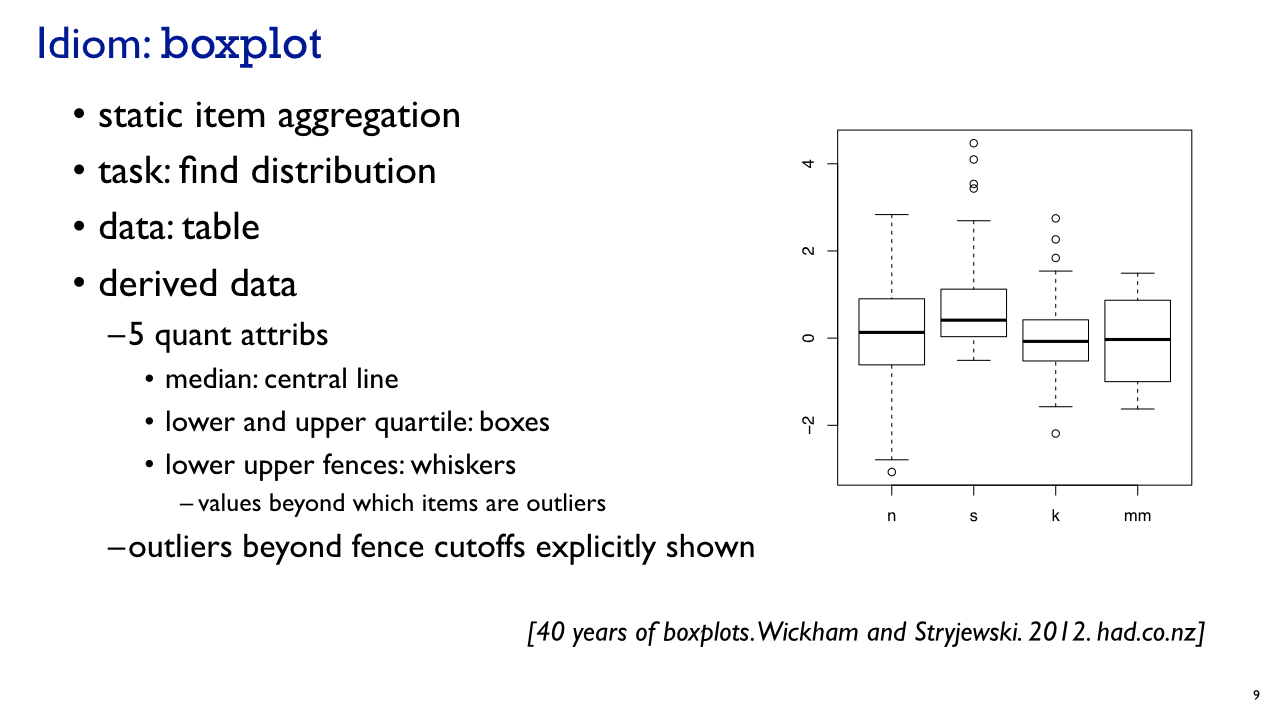 Idiom: boxplot
• static item aggregation
• task: find distribution
• data: table
• derived data
–5 quant attribs
• median: central line
• lower and upper quartile: boxes
• lower upper fences: whiskers
– values beyond which items are outliers
–outliers beyond fence cutoffs explicitly shown
4
2
0
−2
n s k mm
[40 years of boxplots. Wickham and Stryjewski. 2012. had.co.nz]
9